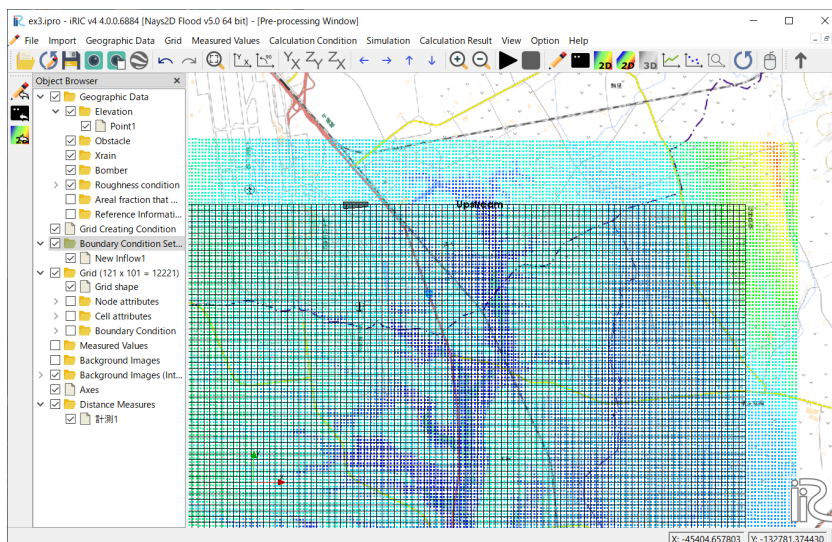 ex3.ipro - iRIC v4 4.0.0.6884 [Nays2D Flood v5.0 64 bit] - [Pre-processing Window]
File Import Geographic Data Grid Measured Values Calculation Condition Simulation Calculation Result View Option Help
2D 2D 3D
Object Browser
Geographic Data
Elevation
Point1
Obstacle
Xrain
Bomber
Roughness condition
Areal fraction that ...
Reference Informati...
Grid Creating Condition
Boundary Condition Set...
New Inflow1
Grid (121 x 101 = 12221)
Grid shape
Node attributes
Cell attributes
Boundary Condition
Measured Values
Background Images
Background Images (Int...
Axes
Distance Measures
計測1
Upstream
iRiC
X: -45404.657803 Y: -132781.374430